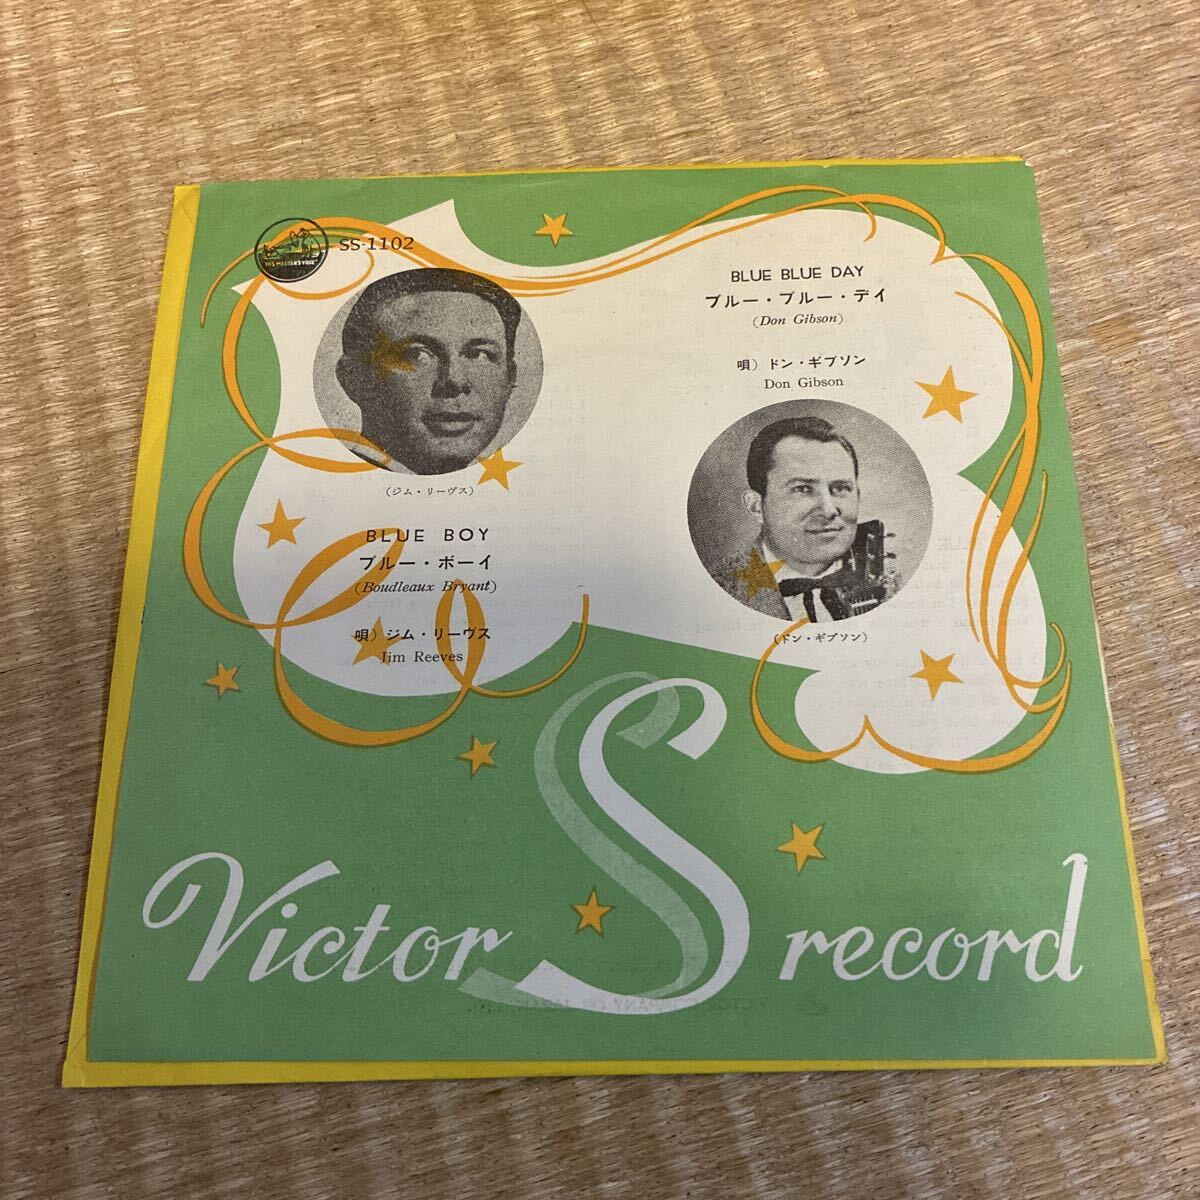 HIS MASTER'S VOICE
SS-1102
BLUE BLUE DAY
ブルー・ブルー・デイ
(Don Gibson)
唄) ドン・ギブソン
Don Gibson
(ジム・リーヴス)
BLUE BOY
ブルー・ボーイ
(Boudleaux Bryant)
唄) ジム・リーヴス
Jim Reeves
(ドン・ギブソン)
Victor S record